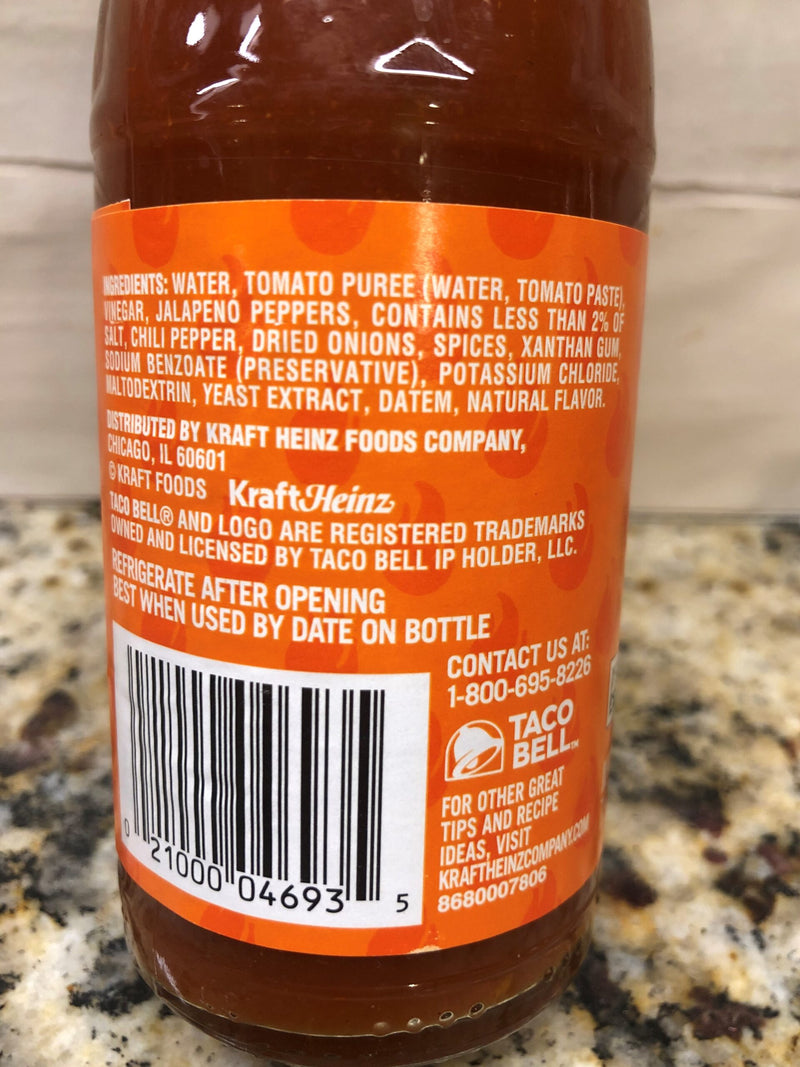 INGREDIENTS: WATER, TOMATO PUREE (WATER, TOMATO PASTE),
VINEGAR, JALAPENO PEPPERS, CONTAINS LESS THAN 2% OF
SALT, CHILI PEPPER, DRIED ONIONS, SPICES, XANTHAN GUM,
SODIUM BENZOATE (PRESERVATIVE), POTASSIUM CHLORIDE,
MALTODEXTRIN, YEAST EXTRACT, DATEM, NATURAL FLAVOR.
DISTRIBUTED BY KRAFT HEINZ FOODS COMPANY,
CHICAGO, IL 60601
© KRAFT FOODS KraftHeinz
TACO BELL® AND LOGO ARE REGISTERED TRADEMARKS
OWNED AND LICENSED BY TACO BELL IP HOLDER, LLC.
REFRIGERATE AFTER OPENING
BEST WHEN USED BY DATE ON BOTTLE
CONTACT US AT:
1-800-695-8226
TACO
BELL™
FOR OTHER GREAT
TIPS AND RECIPE
IDEAS, VISIT
KRAFTHEINZCOMPANY.COM
8680007806
0 21000 04693 5